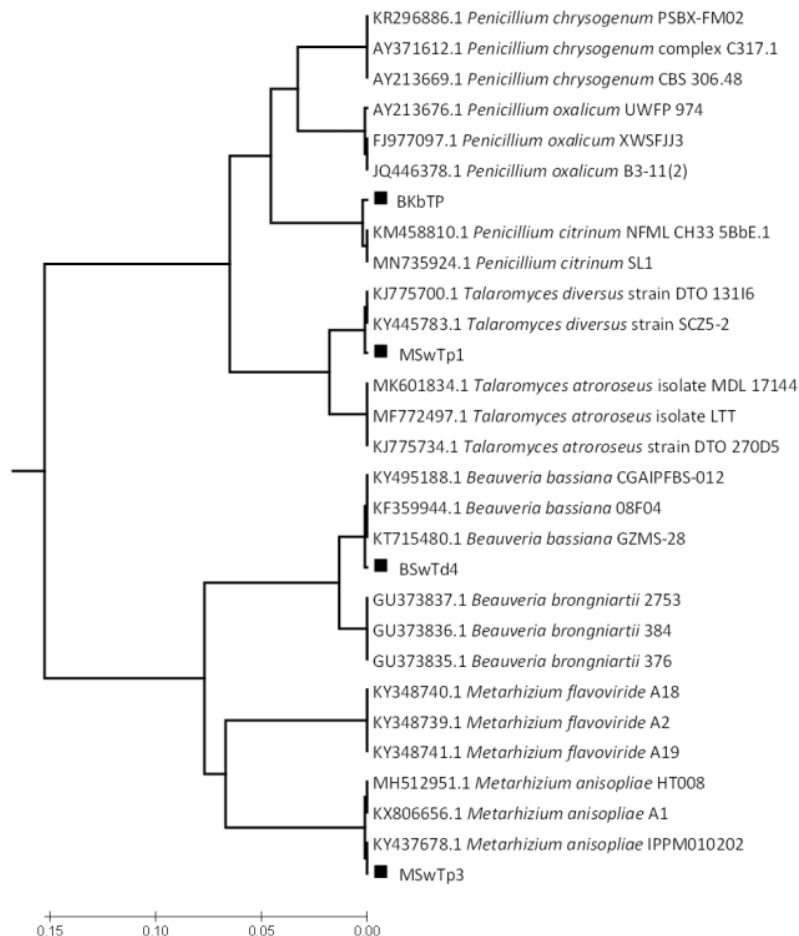 KR296886.1 Penicillium chrysogenum PSBX-FM02
AY371612.1 Penicillium chrysogenum complex C317.1
AY213669.1 Penicillium chrysogenum CBS 306.48
AY213676.1 Penicillium oxalicum UWFP 974
FJ977097.1 Penicillium oxalicum XWSFJJ3
JQ446378.1 Penicillium oxalicum B3-11(2)
BKbTP
KM458810.1 Penicillium citrinum NFML CH33 5BbE.1
MN735924.1 Penicillium citrinum SL1
KJ775700.1 Talaromyces diversus strain DTO 131I6
KY445783.1 Talaromyces diversus strain SCZ5-2
MSwTp1
MK601834.1 Talaromyces atroroseus isolate MDL 17144
MF772497.1 Talaromyces atroroseus isolate LTT
KJ775734.1 Talaromyces atroroseus strain DTO 270D5
KY495188.1 Beauveria bassiana CGAIPFBS-012
KF359944.1 Beauveria bassiana 08F04
KT715480.1 Beauveria bassiana GZMS-28
BSwTd4
GU373837.1 Beauveria brongniartii 2753
GU373836.1 Beauveria brongniartii 384
GU373835.1 Beauveria brongniartii 376
KY348740.1 Metarhizium flavoviride A18
KY348739.1 Metarhizium flavoviride A2
KY348741.1 Metarhizium flavoviride A19
MH512951.1 Metarhizium anisopliae HT008
KX806656.1 Metarhizium anisopliae A1
KY437678.1 Metarhizium anisopliae IPPM010202
MSwTp3
0.15 0.10 0.05 0.00